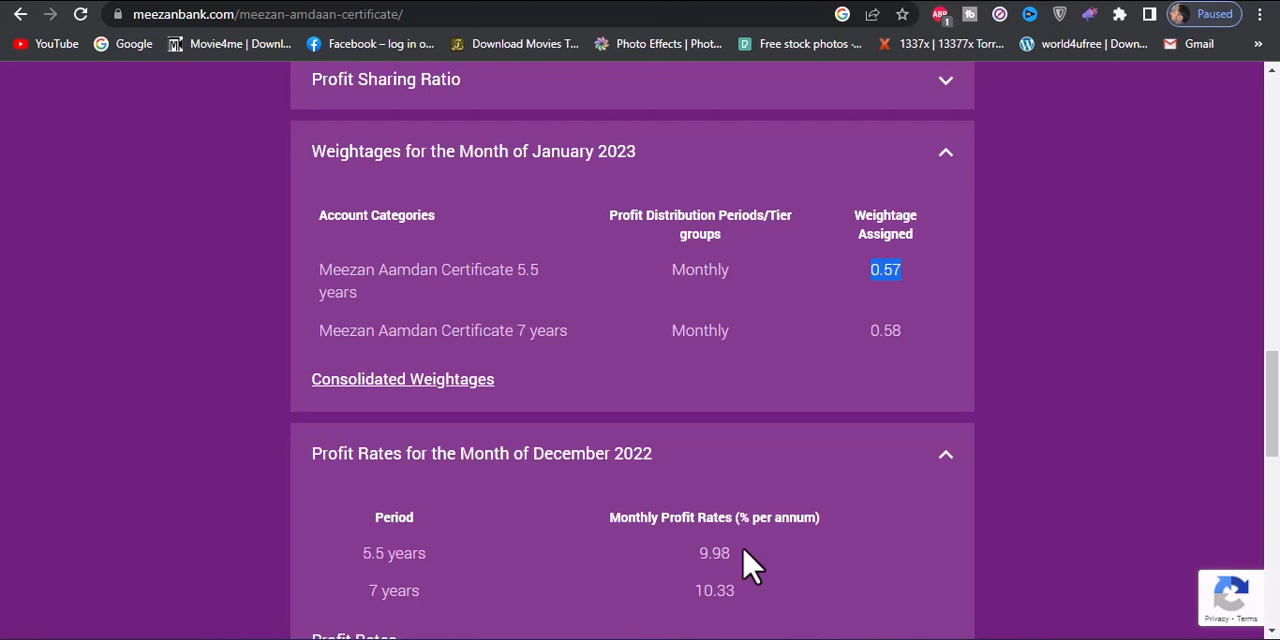 meezanbank.com/meezan-amdaan-certificate/
ABP
1
Paused
YouTube
Google
Movie4me | Downl...
Facebook – log in o...
Download Movies T...
Photo Effects | Phot...
Free stock photos -...
1337x | 13377x Torr...
world4ufree | Down...
Gmail
»
Profit Sharing Ratio
Weightages for the Month of January 2023
Account Categories
Profit Distribution Periods/Tier
groups
Weightage
Assigned
Meezan Aamdan Certificate 5.5
years
Monthly
0.57
Meezan Aamdan Certificate 7 years
Monthly
0.58
Consolidated Weightages
Profit Rates for the Month of December 2022
Period
Monthly Profit Rates (% per annum)
5.5 years
9.98
7 years
10.33
Profit Rates
Privacy - Terms